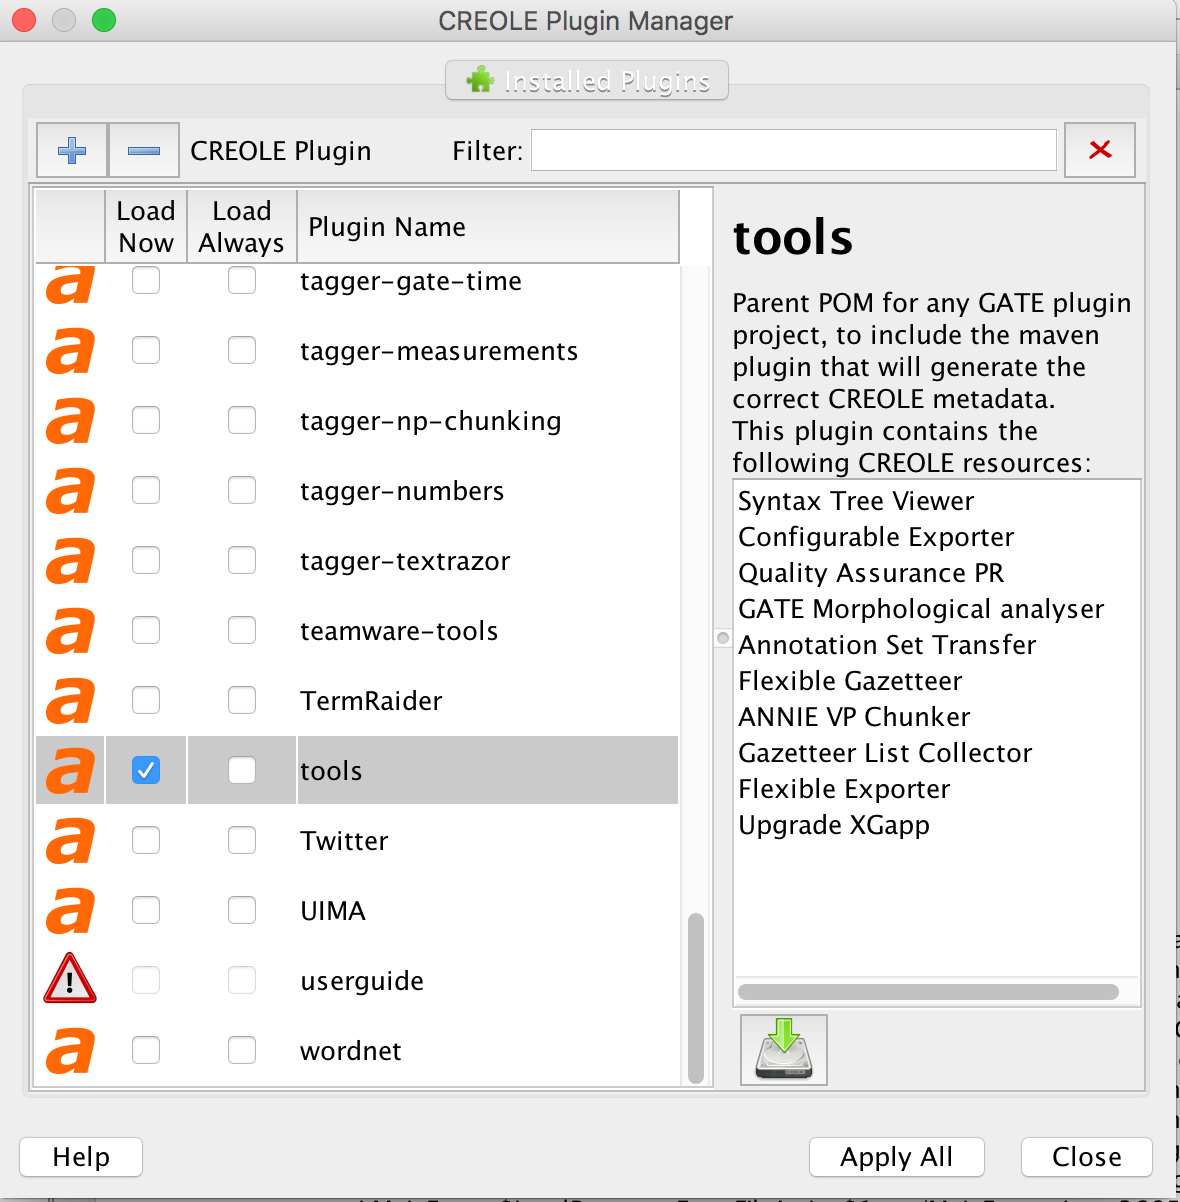 CREOLE Plugin Manager
Installed Plugins
CREOLE Plugin
Filter:
Load Now
Load Always
Plugin Name
tagger-gate-time
tagger-measurements
tagger-np-chunking
tagger-numbers
tagger-textrazor
teamware-tools
TermRaider
tools
Twitter
UIMA
userguide
wordnet
tools
Parent POM for any GATE plugin
project, to include the maven
plugin that will generate the
correct CREOLE metadata.
This plugin contains the
following CREOLE resources:
Syntax Tree Viewer
Configurable Exporter
Quality Assurance PR
GATE Morphological analyser
Annotation Set Transfer
Flexible Gazetteer
ANNIE VP Chunker
Gazetteer List Collector
Flexible Exporter
Upgrade XGapp
Help
Apply All
Close